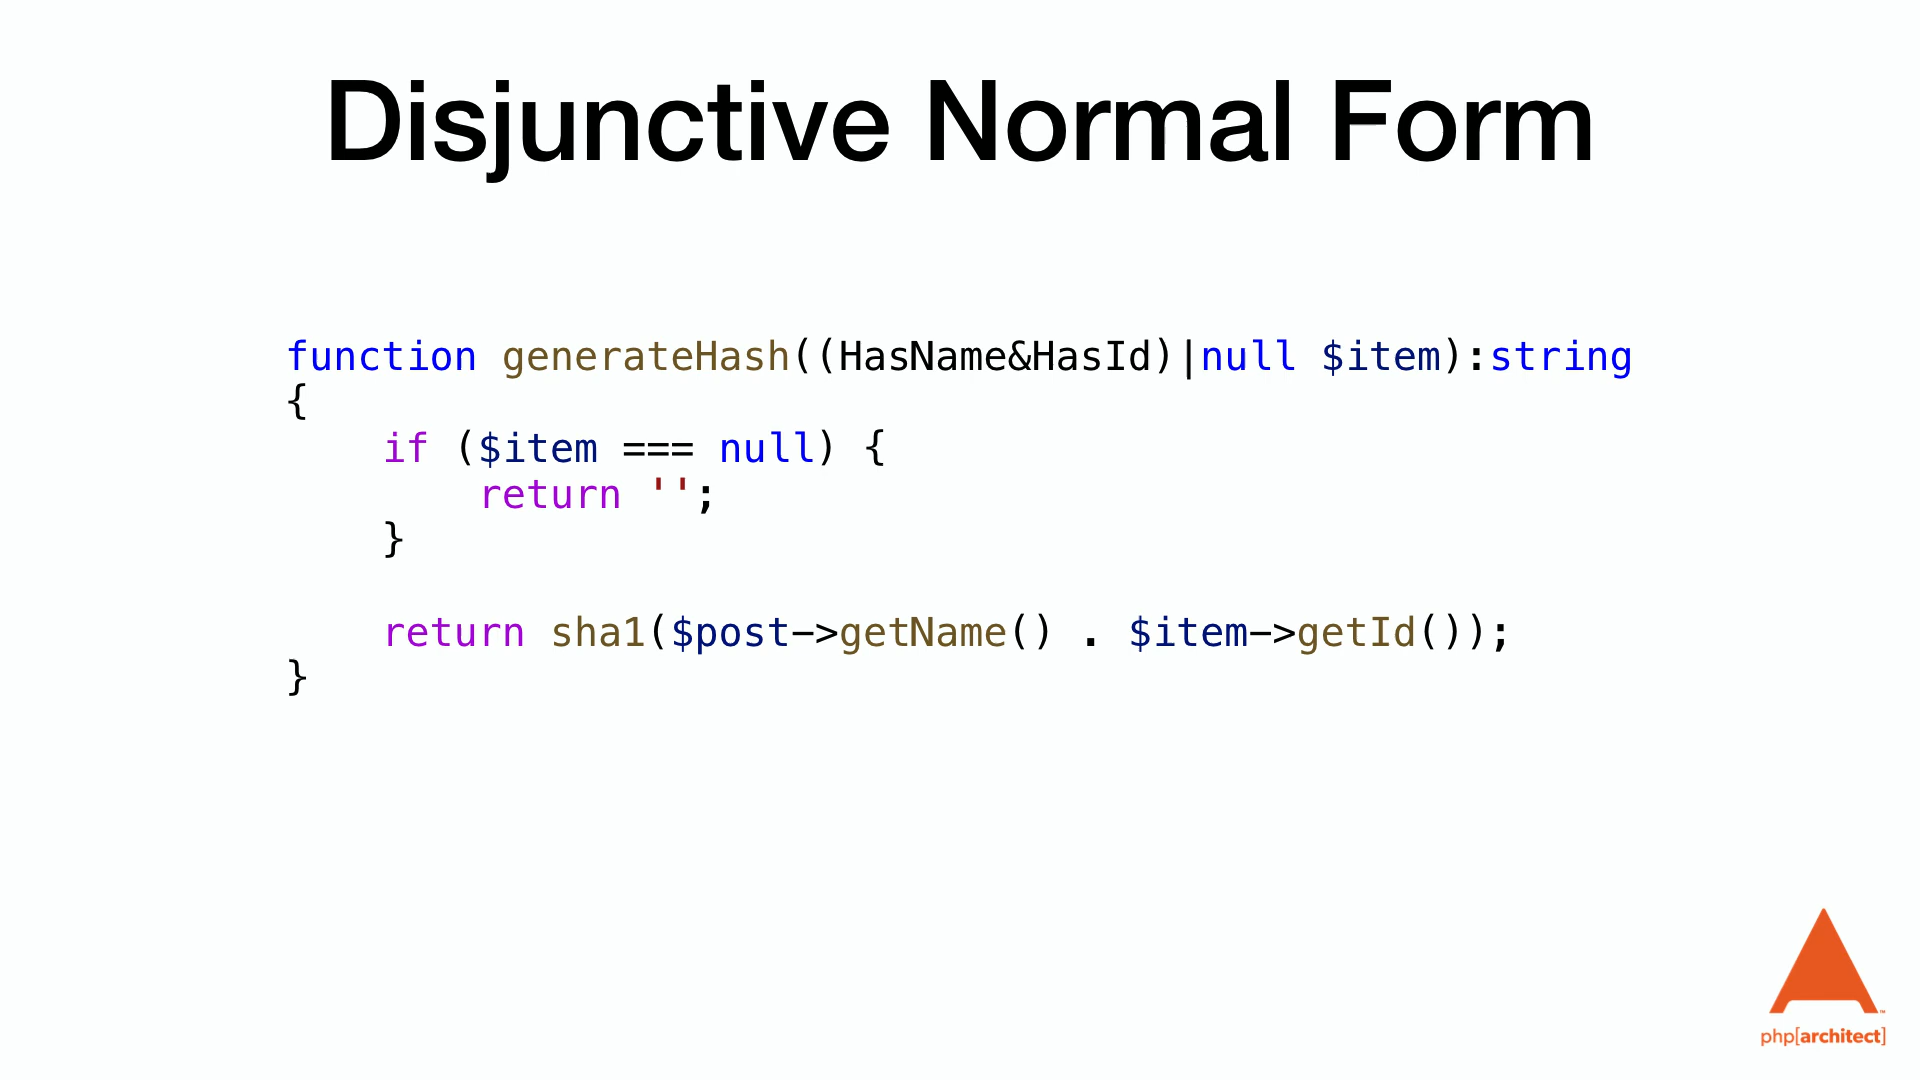 Disjunctive Normal Form
function generateHash((HasName&HasId)|null $item):string
{
    if ($item === null) {
        return '';
    }
    return sha1($post->getName() . $item->getId());
}
php[architect]